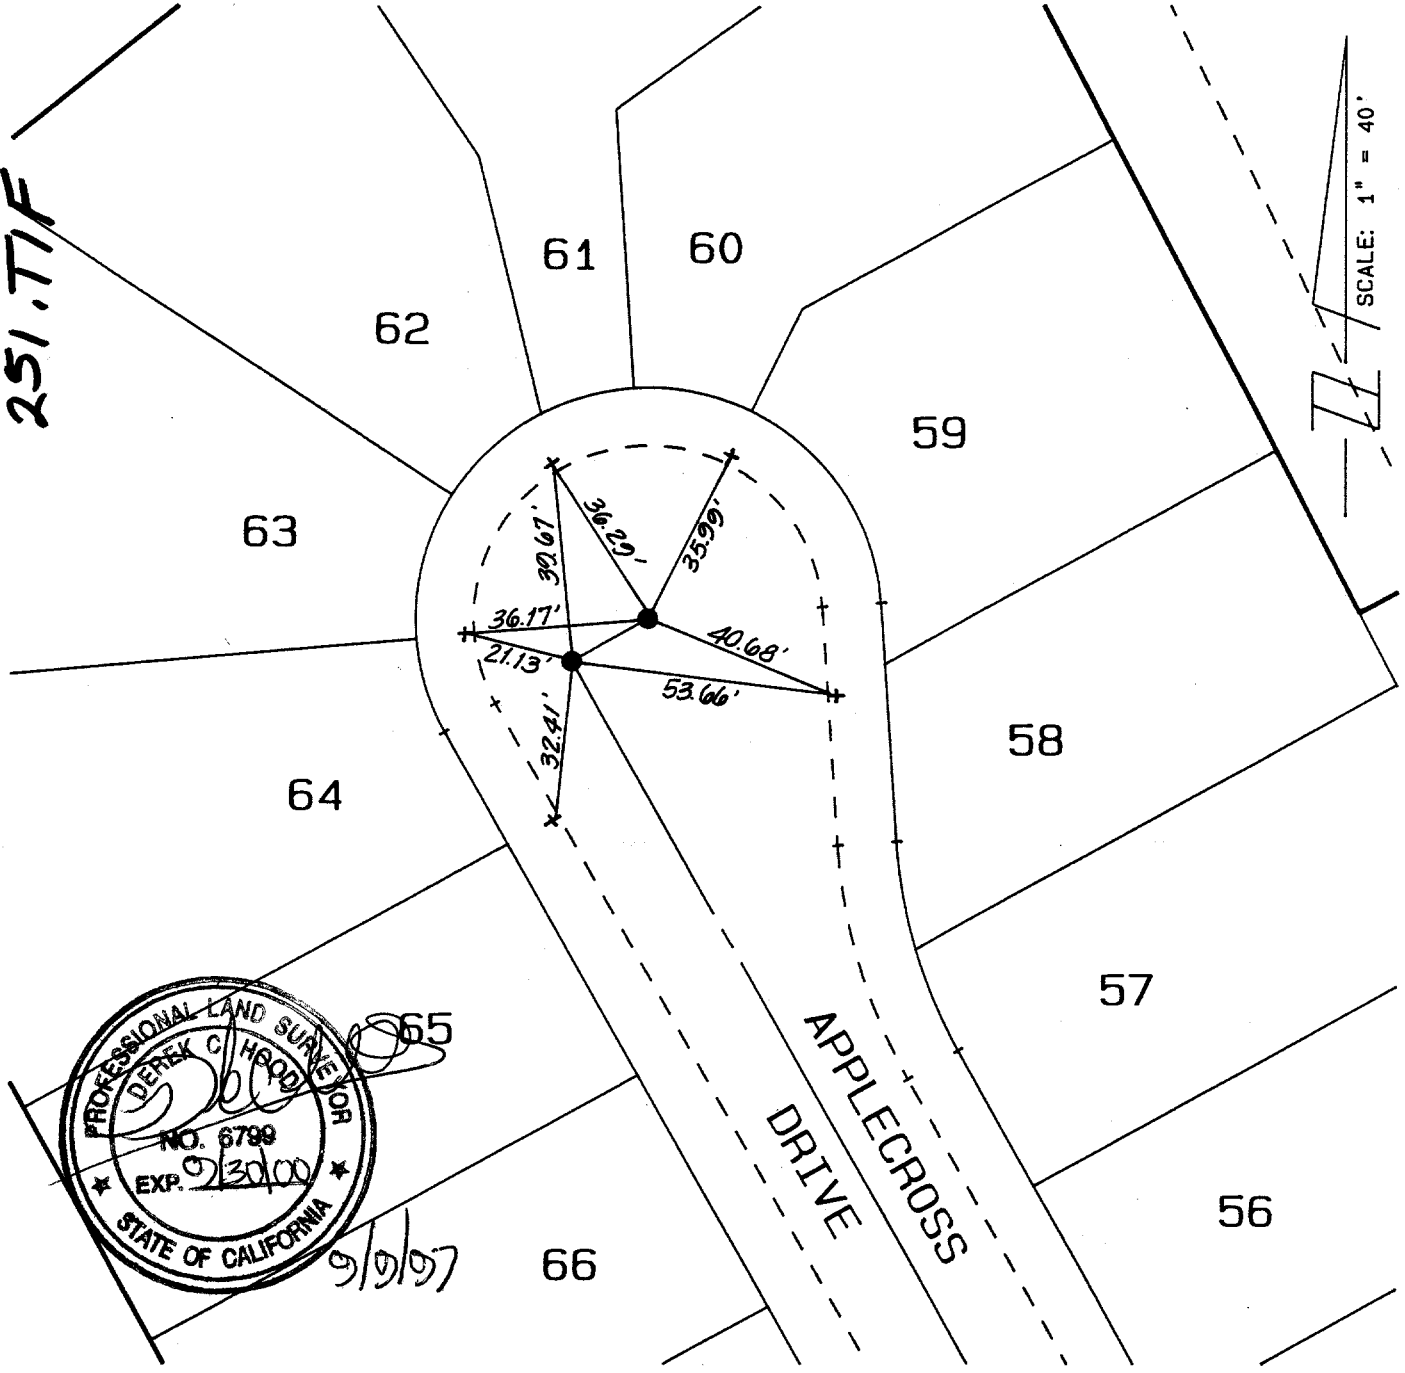 251.TIF
61
60
62
SCALE: 1" = 40'
59
63
39.67'
36.29'
35.99'
36.17'
40.68'
21.13'
53.66'
32.41'
58
64
57
65
PROFESSIONAL LAND SURVEYOR
DEREK C HOOD
NO. 6799
EXP. 9/30/00
STATE OF CALIFORNIA
9/9/97
APPLECROSS
DRIVE
56
66